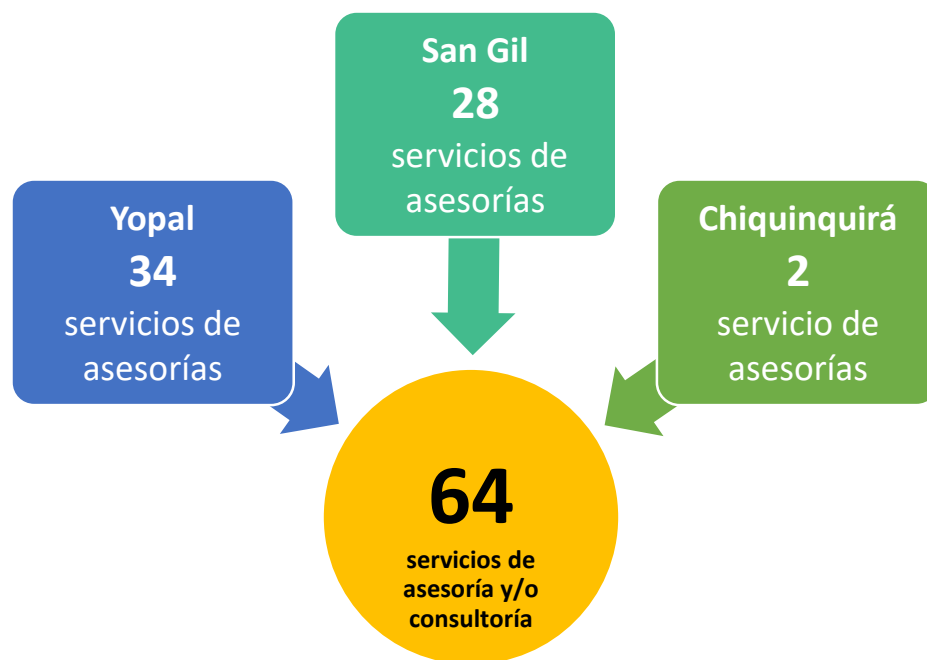 San Gil
28
servicios de
asesorías
Yopal
34
servicios de
asesorías
Chiquinquirá
2
servicio de
asesorías
64
servicios de
asesoría y/o
consultoría